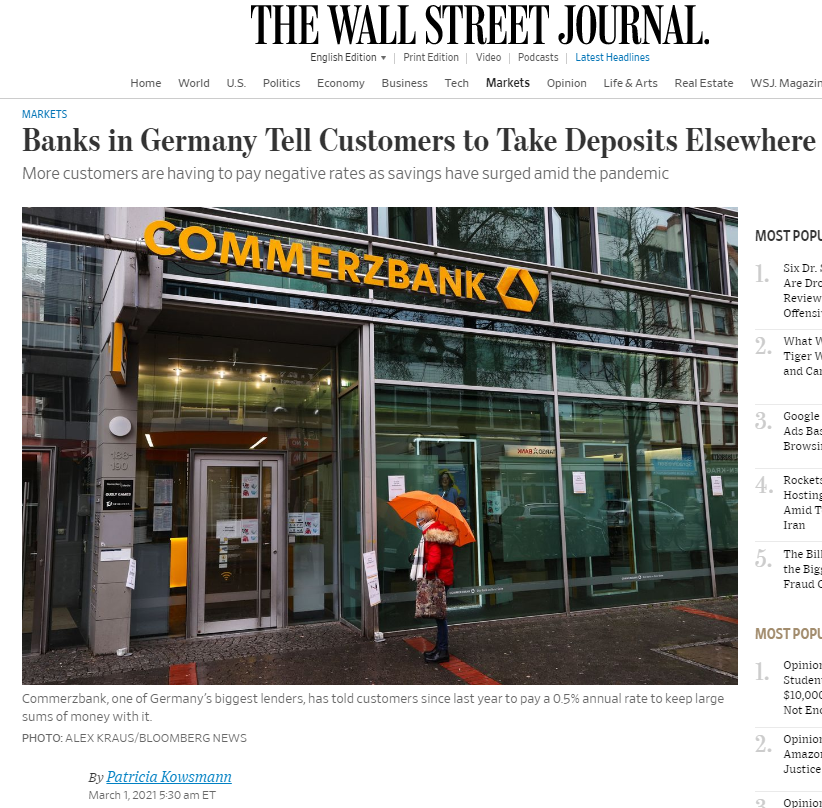 THE WALL STREET JOURNAL.
English Edition ▼ | Print Edition | Video | Podcasts | Latest Headlines
Home World U.S. Politics Economy Business Tech Markets Opinion Life & Arts Real Estate WSJ. Magazin
MARKETS
Banks in Germany Tell Customers to Take Deposits Elsewhere
More customers are having to pay negative rates as savings have surged amid the pandemic
COMMERZBANK
188-
190
Commerzbank, one of Germany's biggest lenders, has told customers since last year to pay a 0.5% annual rate to keep large
sums of money with it.
PHOTO: ALEX KRAUS/BLOOMBERG NEWS
By Patricia Kowsmann
March 1, 2021 5:30 am ET
MOST POPU
1. Six Dr. S
Are Dro
Review
Offensi
2. What W
Tiger W
and Car
3. Google
Ads Bas
Browsin
4. Rockets
Hosting
Amid T
Iran
5. The Bill
the Bigg
Fraud C
MOST POPU
1. Opinion
Student
$10,000
Not Eno
2. Opinion
Amazon
Justice
3. Opinion